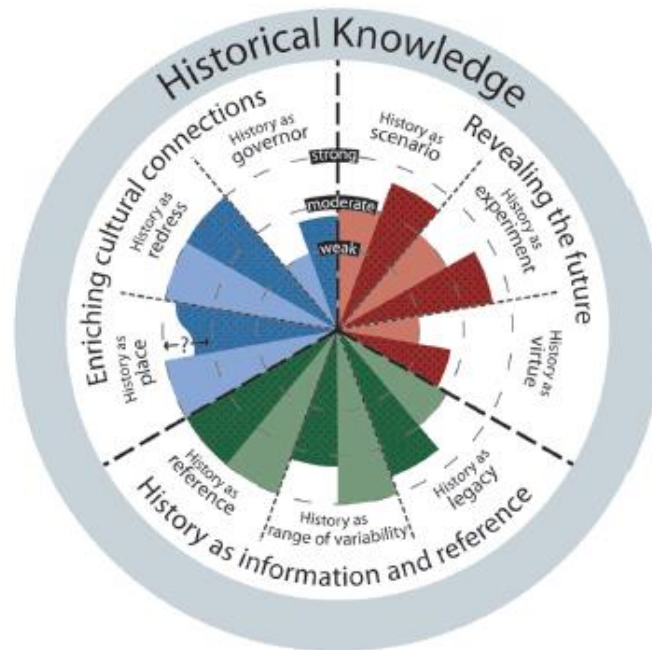 Historical Knowledge
Enriching cultural connections
History as
governor
History as
redress
History as
place
←?→
strong
moderate
weak
Revealing the future
History as
scenario
History as
experiment
History as
virtue
History as information and reference
History as
reference
History as
range of variability
History as
legacy